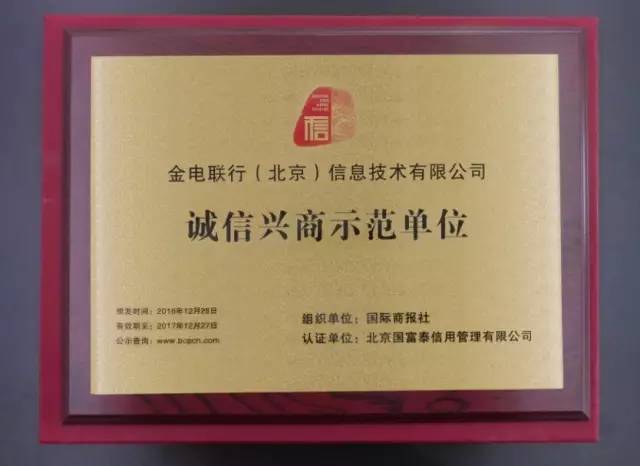 信
金电联行（北京）信息技术有限公司
诚信兴商示范单位
颁发时间：2016年12月28日
有效期至：2017年12月27日
公示查询：www.bcpcn.com
组织单位：国际商报社
认证单位：北京国富泰信用管理有限公司